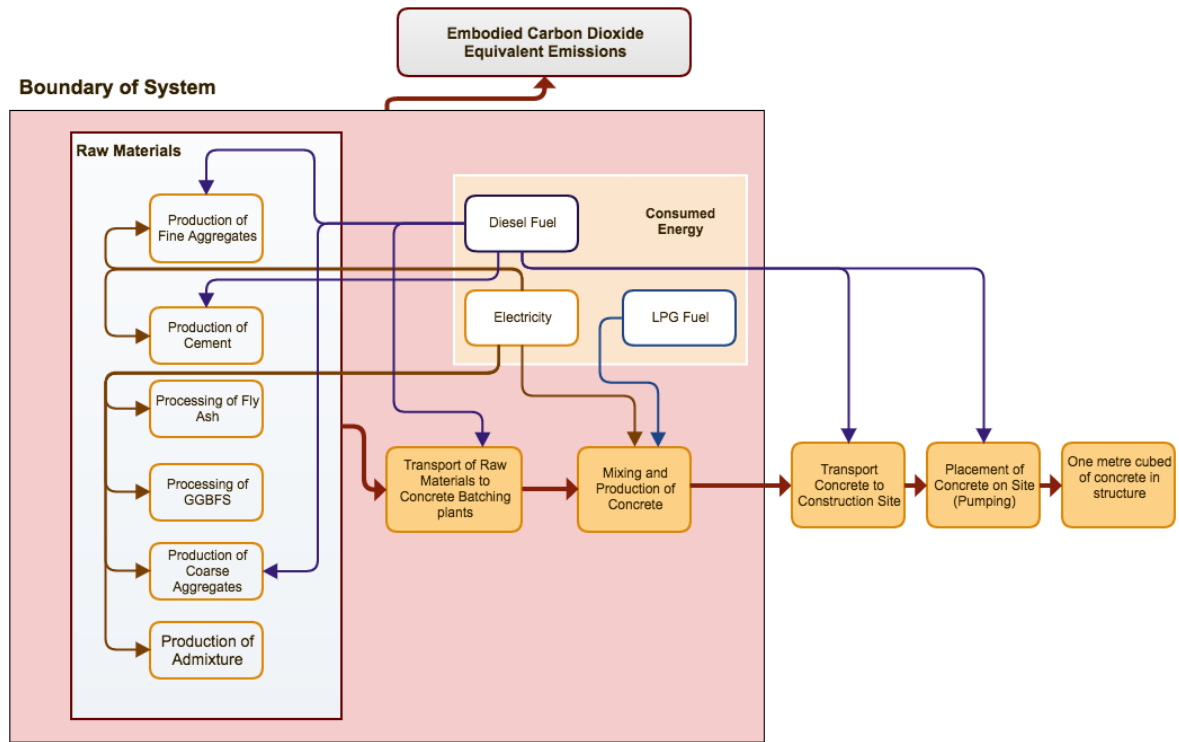 Embodied Carbon Dioxide
Equivalent Emissions
Boundary of System
Raw Materials
Production of
Fine Aggregates
Production of
Cement
Processing of Fly
Ash
Processing of
GGBFS
Production of
Coarse
Aggregates
Production of
Admixture
Diesel Fuel
Consumed
Energy
Electricity
LPG Fuel
Transport of Raw
Materials to
Concrete Batching
plants
Mixing and
Production of
Concrete
Transport
Concrete to
Construction Site
Placement of
Concrete on Site
(Pumping)
One metre cubed
of concrete in
structure